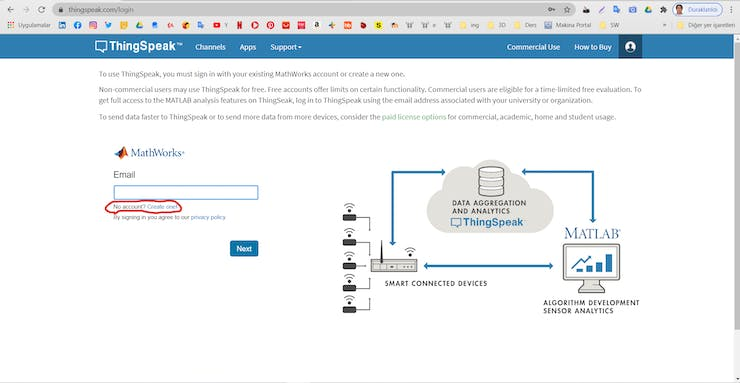 thingspeak.com/login
Duraklatıldı
Uygulamalar
ing
3D
Ders
Makina Portal
SW
Diğer yer işaretleri
ThingSpeak™
Channels
Apps
Support
Commercial Use
How to Buy
To use ThingSpeak, you must sign in with your existing MathWorks account or create a new one.
Non-commercial users may use ThingSpeak for free. Free accounts offer limits on certain functionality. Commercial users are eligible for a time-limited free evaluation. To
get full access to the MATLAB analysis features on ThingSeak, log in to ThingSpeak using the email address associated with your university or organization.
To send data faster to ThingSpeak or to send more data from more devices, consider the paid license options for commercial, academic, home and student usage.
MathWorks®
Email
No account? Create one!
By signing in you agree to our privacy policy.
Next
DATA AGGREGATION
AND ANALYTICS
ThingSpeak
SMART CONNECTED DEVICES
MATLAB®
ALGORITHM DEVELOPMENT
SENSOR ANALYTICS